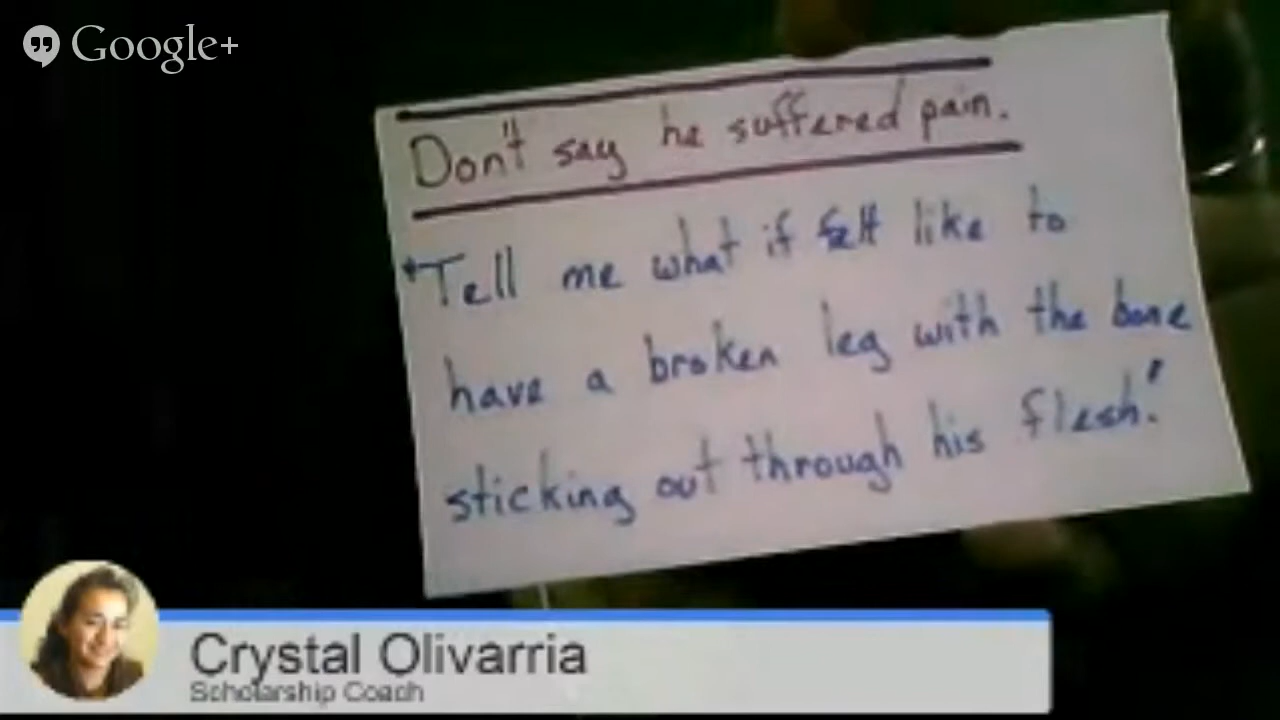 Google+
Don't say he suffered pain.
"Tell me what it felt like to
have a broken leg with the bone
sticking out through his flesh."
Crystal Olivarria
Scholarship Coach